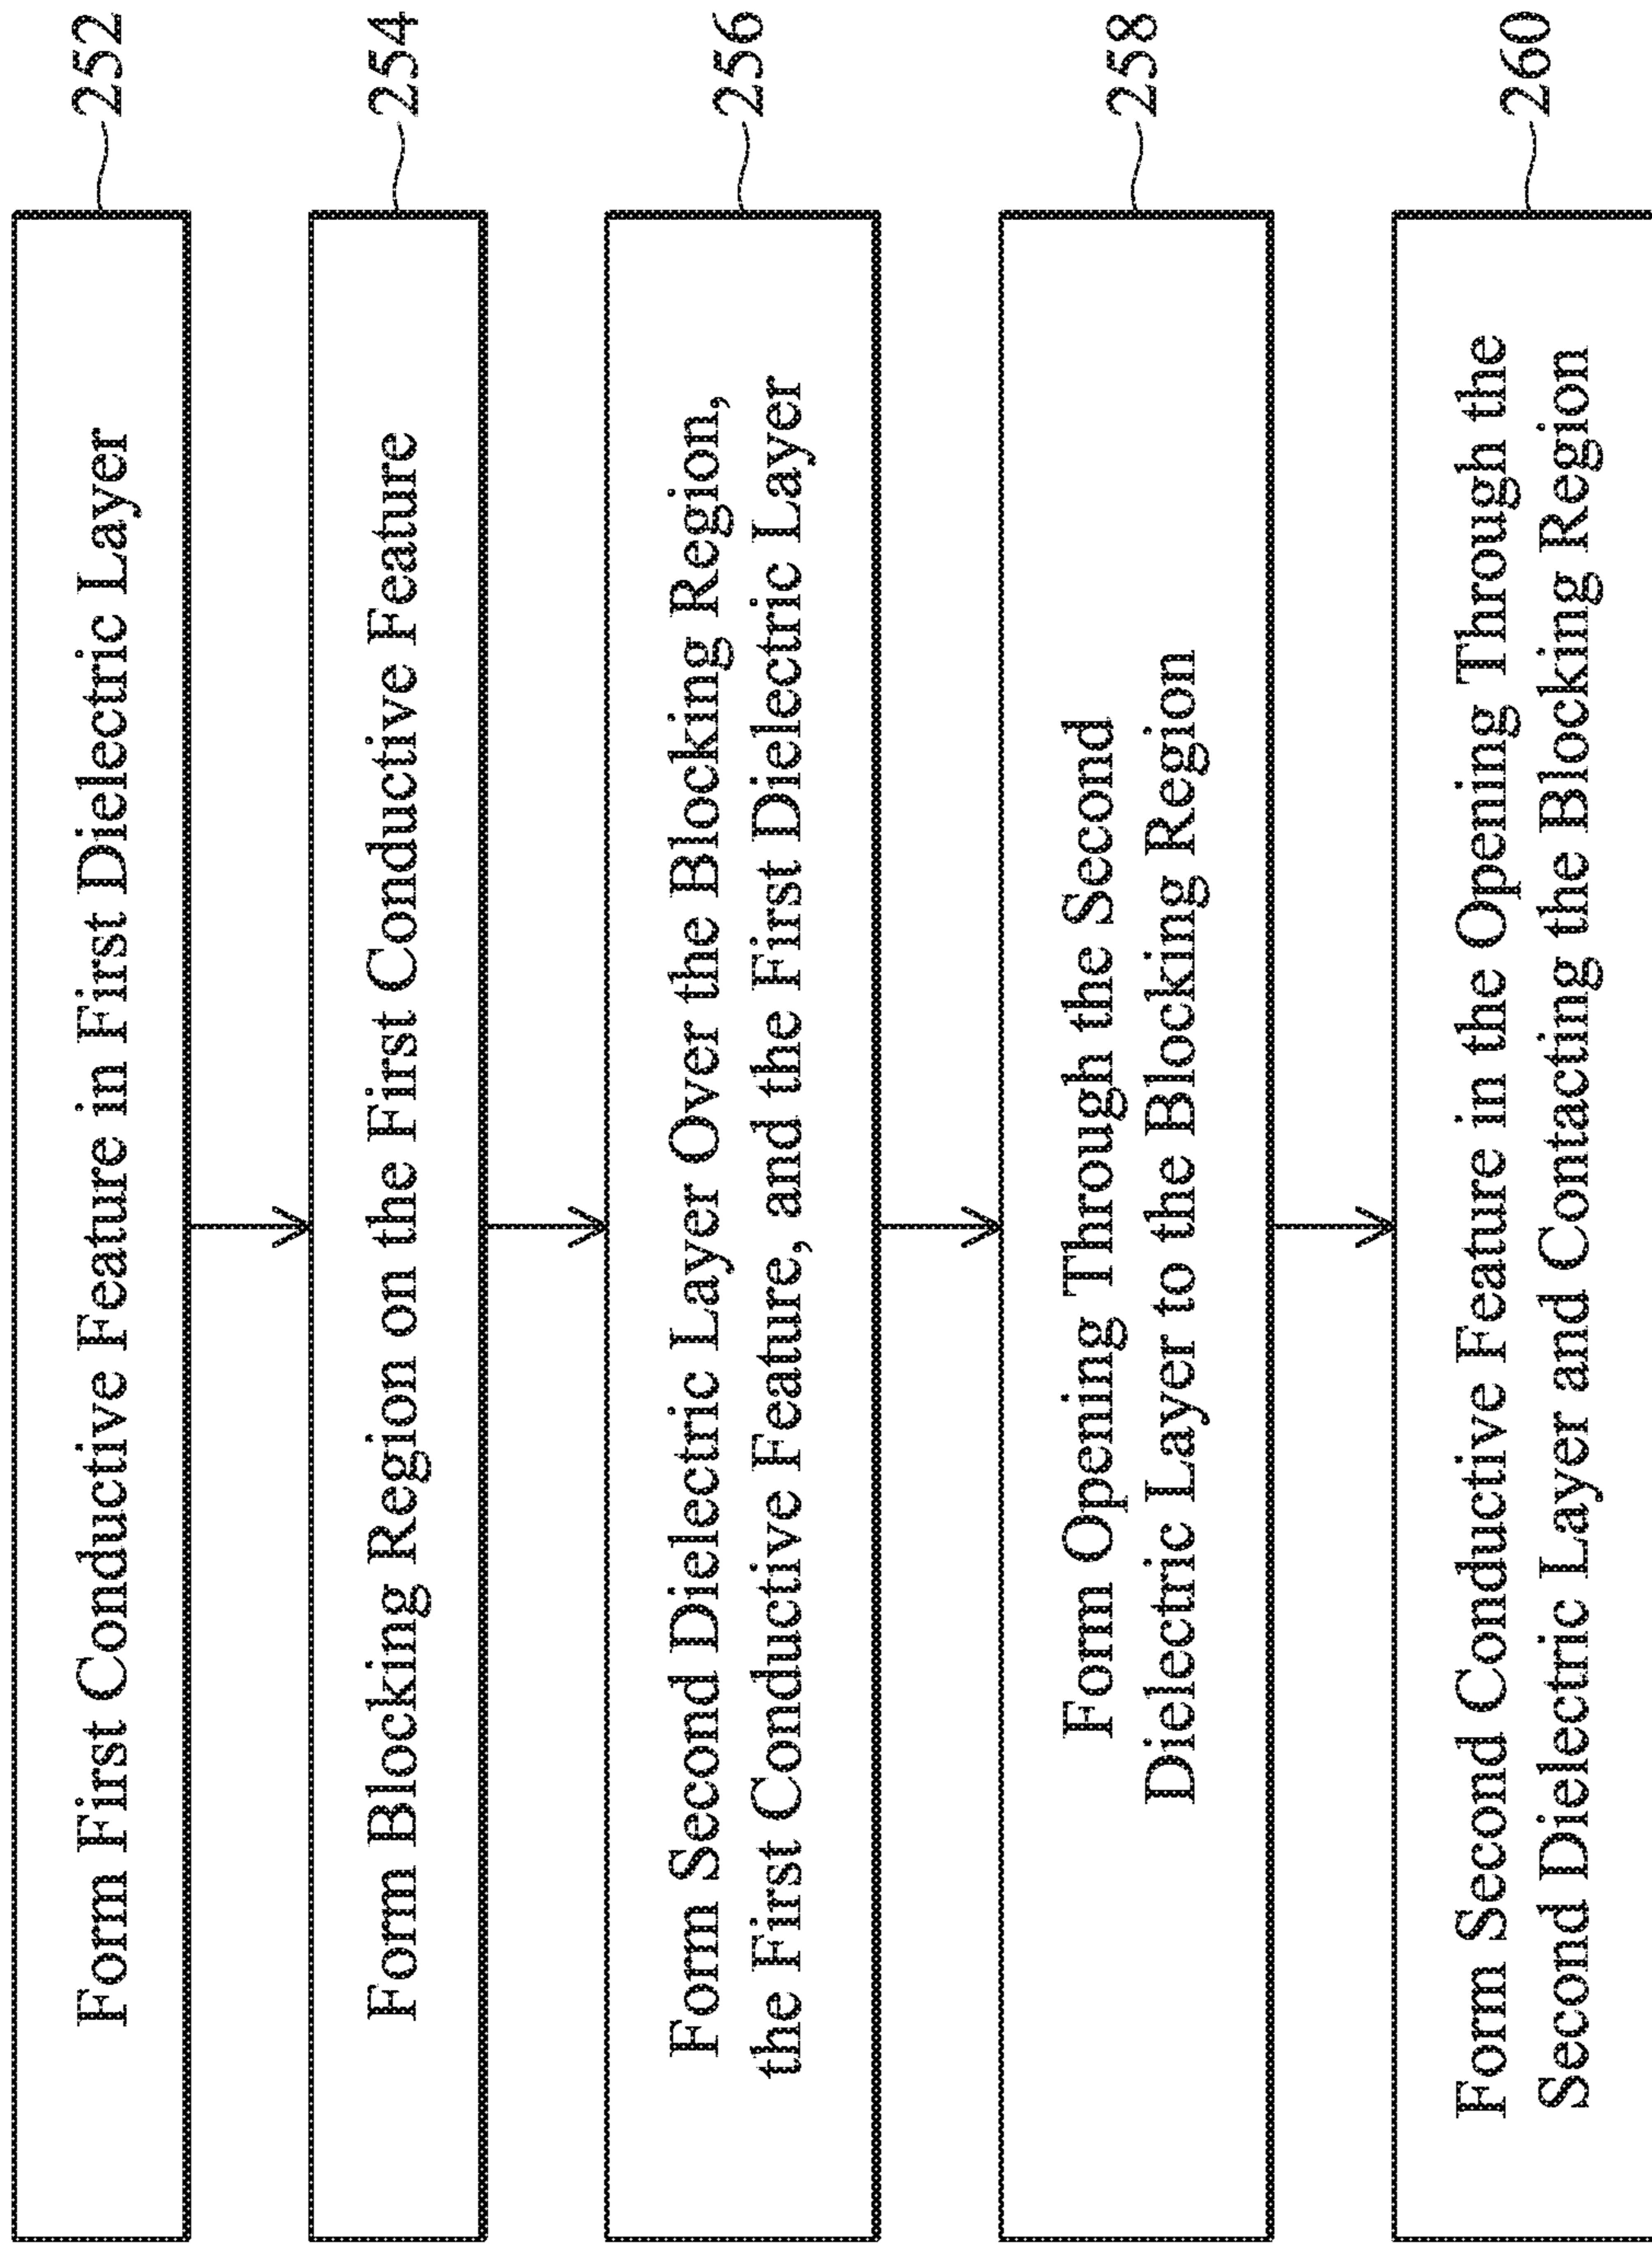 Form First Conductive Feature in First Dielectric Layer
252
Form Blocking Region on the First Conductive Feature
254
Form Second Dielectric Layer Over the Blocking Region,
the First Conductive Feature, and the First Dielectric Layer
256
Form Opening Through the Second
Dielectric Layer to the Blocking Region
258
Form Second Conductive Feature in the Opening Through the
Second Dielectric Layer and Contacting the Blocking Region
260